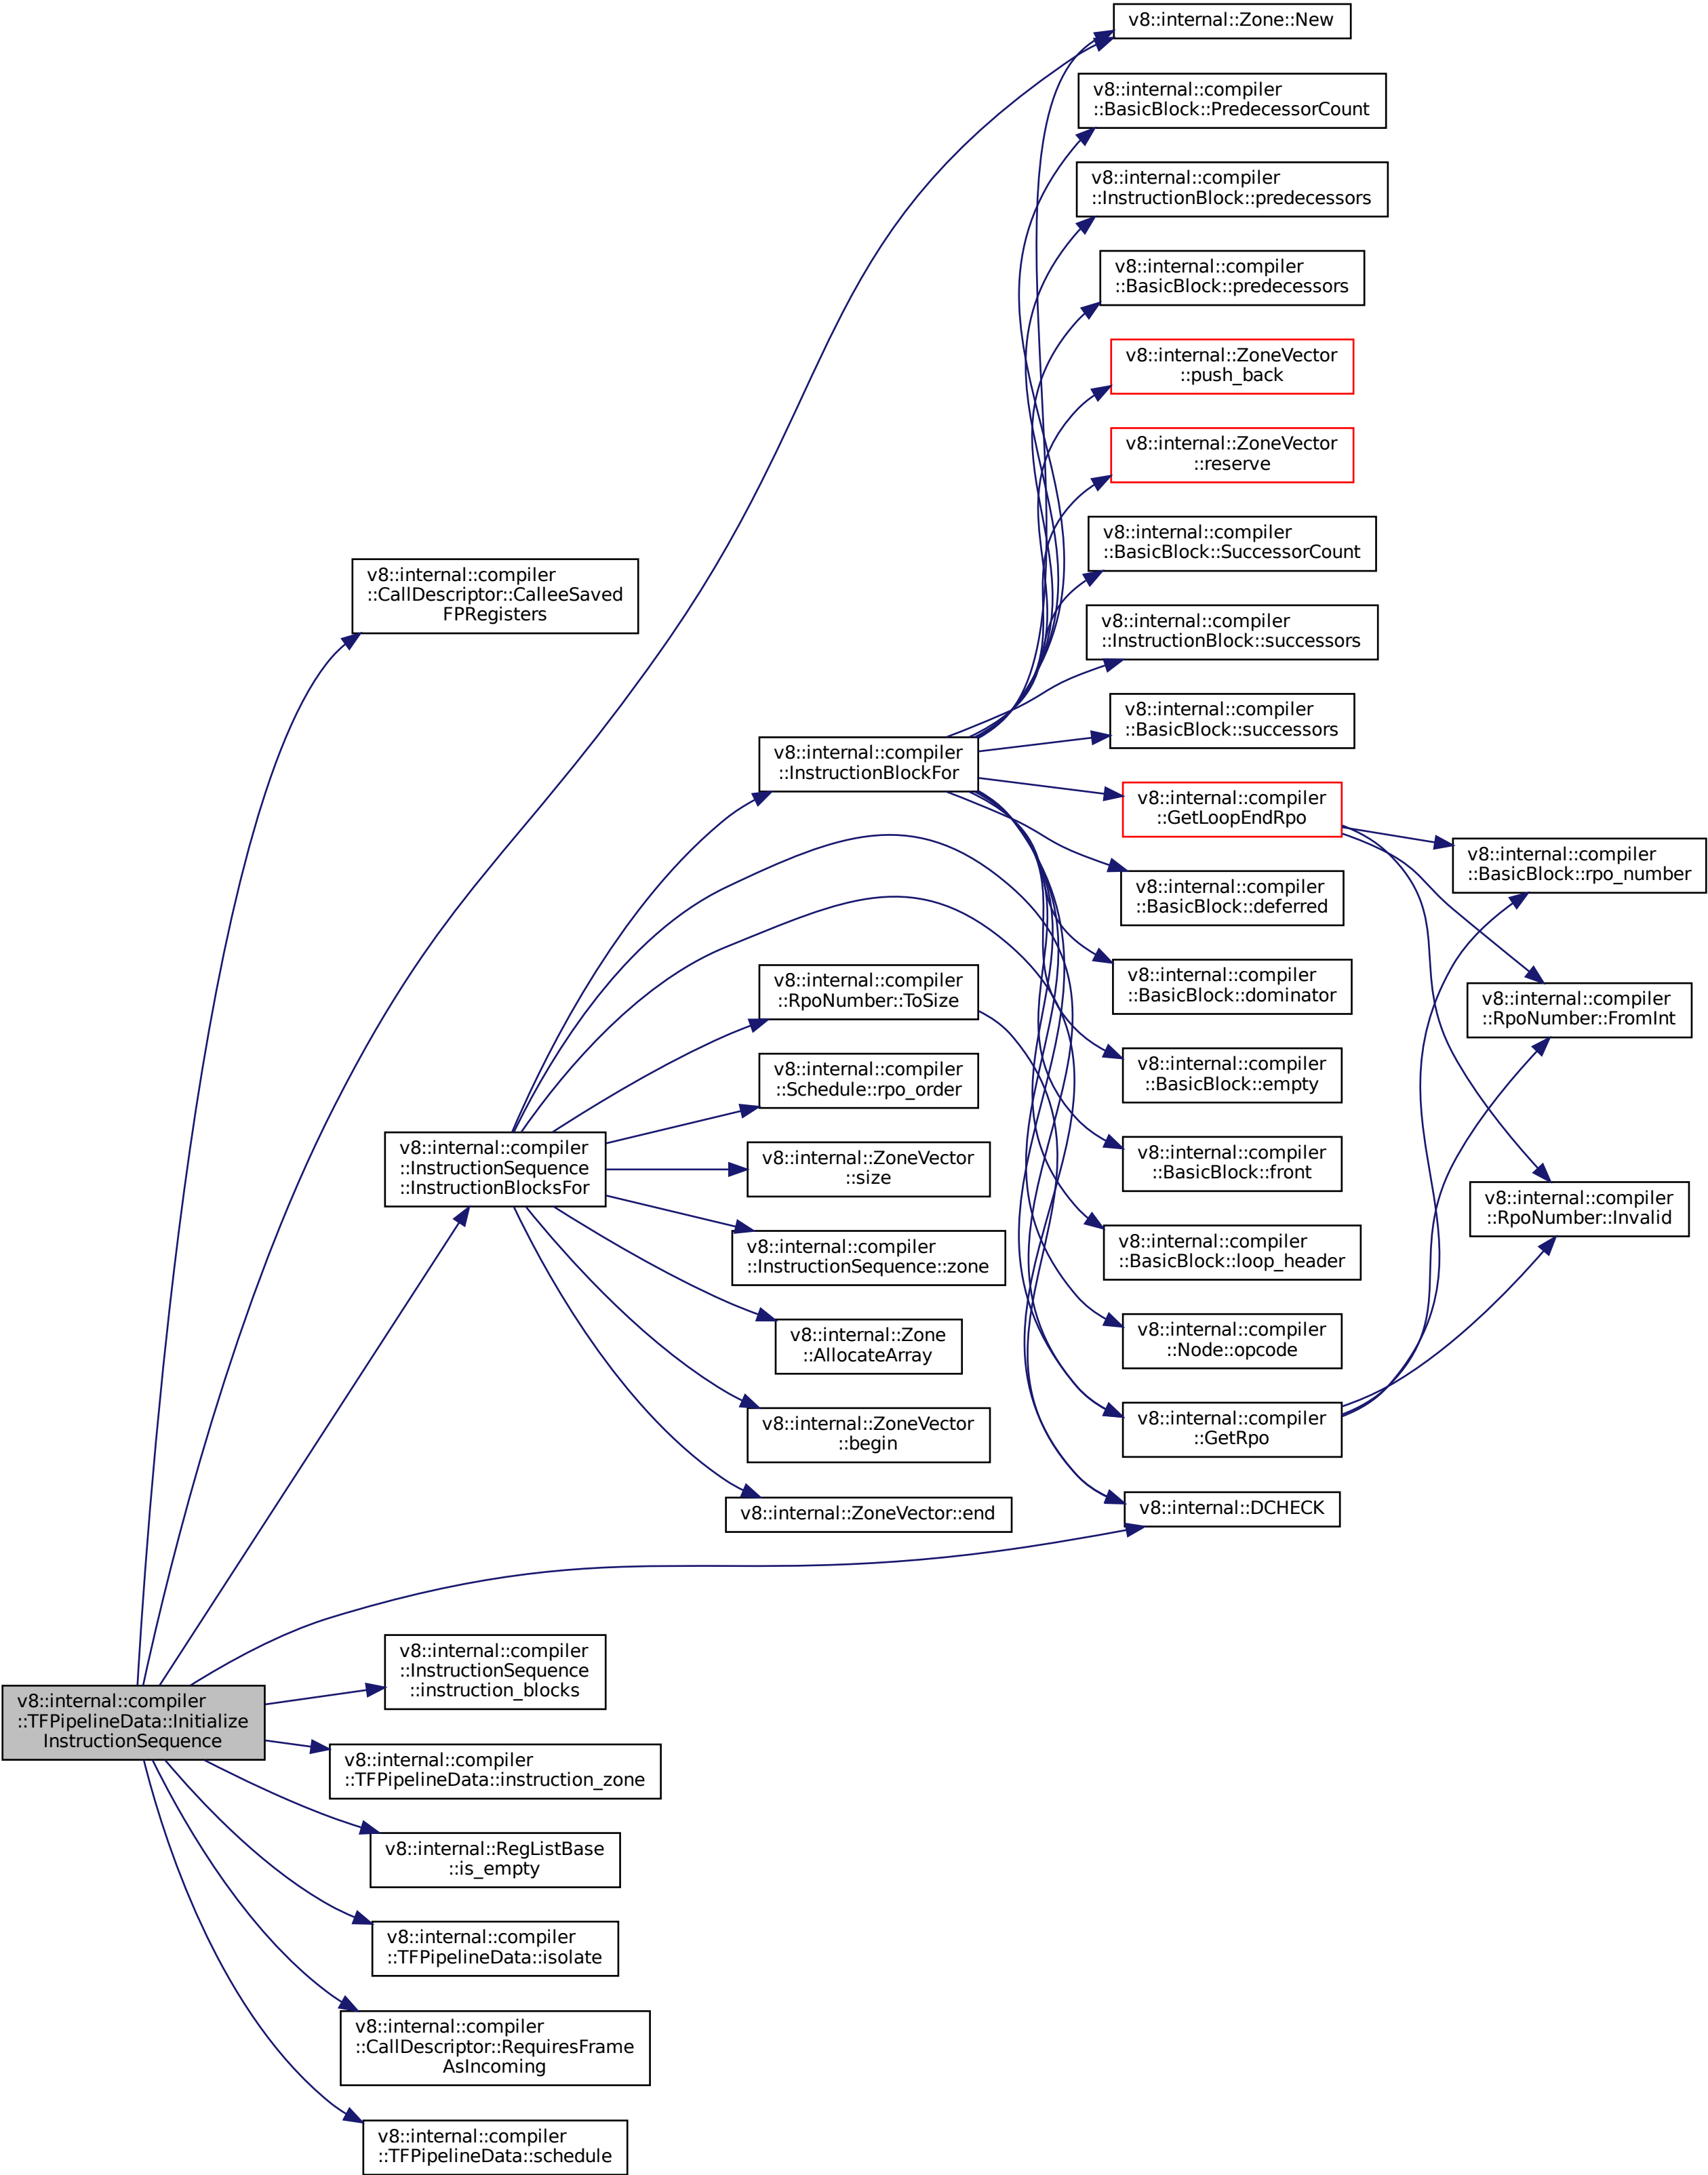 v8::internal::Zone::New
v8::internal::compiler
::BasicBlock::PredecessorCount
v8::internal::compiler
::InstructionBlock::predecessors
v8::internal::compiler
::BasicBlock::predecessors
v8::internal::ZoneVector
::push_back
v8::internal::ZoneVector
::reserve
v8::internal::compiler
::BasicBlock::SuccessorCount
v8::internal::compiler
::CallDescriptor::CalleeSaved
FPRegisters
v8::internal::compiler
::InstructionBlock::successors
v8::internal::compiler
::BasicBlock::successors
v8::internal::compiler
::InstructionBlockFor
v8::internal::compiler
::GetLoopEndRpo
v8::internal::compiler
::BasicBlock::rpo_number
v8::internal::compiler
::BasicBlock::deferred
v8::internal::compiler
::BasicBlock::dominator
v8::internal::compiler
::RpoNumber::ToSize
v8::internal::compiler
::RpoNumber::FromInt
v8::internal::compiler
::BasicBlock::empty
v8::internal::compiler
::Schedule::rpo_order
v8::internal::compiler
::InstructionSequence
::InstructionBlocksFor
v8::internal::compiler
::BasicBlock::front
v8::internal::ZoneVector
::size
v8::internal::compiler
::RpoNumber::Invalid
v8::internal::compiler
::BasicBlock::loop_header
v8::internal::compiler
::InstructionSequence::zone
v8::internal::compiler
::Node::opcode
v8::internal::Zone
::AllocateArray
v8::internal::compiler
::GetRpo
v8::internal::ZoneVector
::begin
v8::internal::DCHECK
v8::internal::ZoneVector::end
v8::internal::compiler
::InstructionSequence
::instruction_blocks
v8::internal::compiler
::TFPipelineData::Initialize
InstructionSequence
v8::internal::compiler
::TFPipelineData::instruction_zone
v8::internal::RegListBase
::is_empty
v8::internal::compiler
::TFPipelineData::isolate
v8::internal::compiler
::CallDescriptor::RequiresFrame
AsIncoming
v8::internal::compiler
::TFPipelineData::schedule